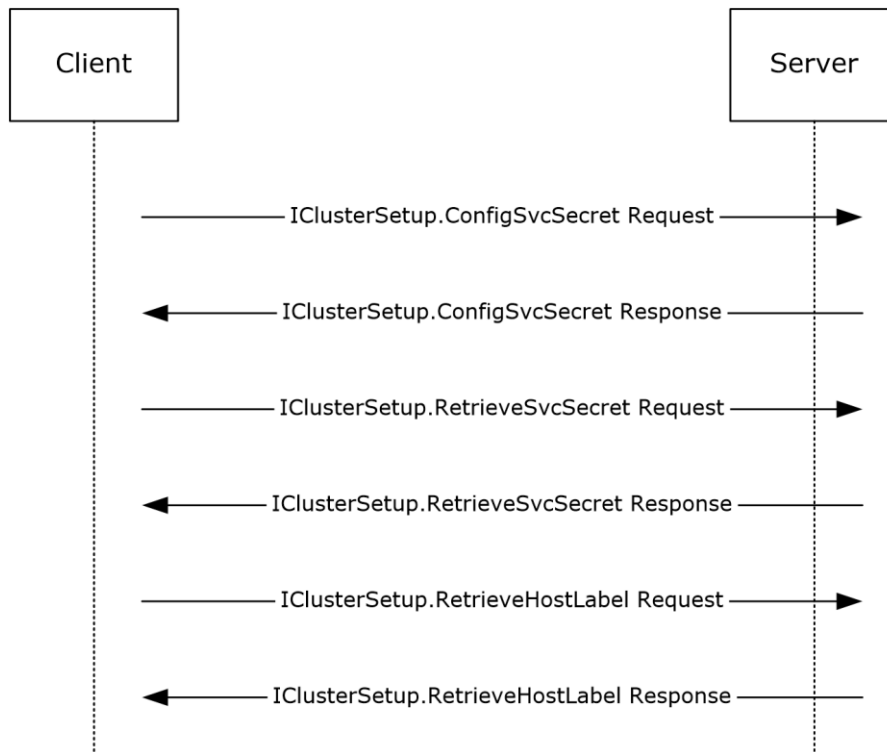 Client
Server
IClusterSetup.ConfigSvcSecret Request
IClusterSetup.ConfigSvcSecret Response
IClusterSetup.RetrieveSvcSecret Request
IClusterSetup.RetrieveSvcSecret Response
IClusterSetup.RetrieveHostLabel Request
IClusterSetup.RetrieveHostLabel Response